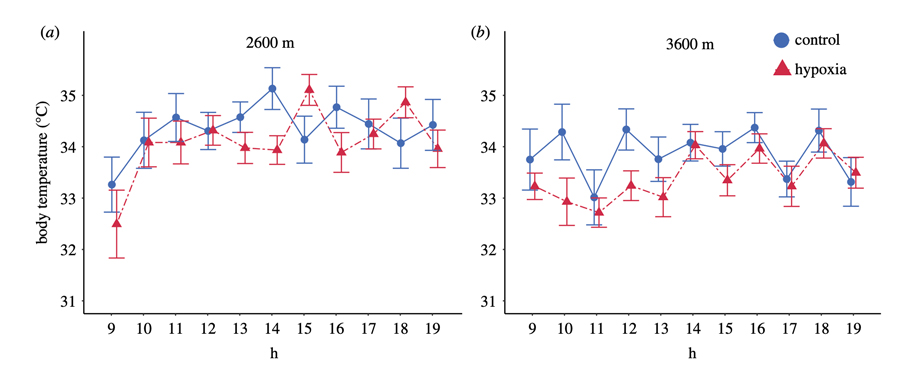 (a)
2600 m
body temperature (°C)
35
34
33
32
31
9 10 11 12 13 14 15 16 17 18 19
h
(b)
3600 m
control
hypoxia
35
34
33
32
31
9 10 11 12 13 14 15 16 17 18 19
h